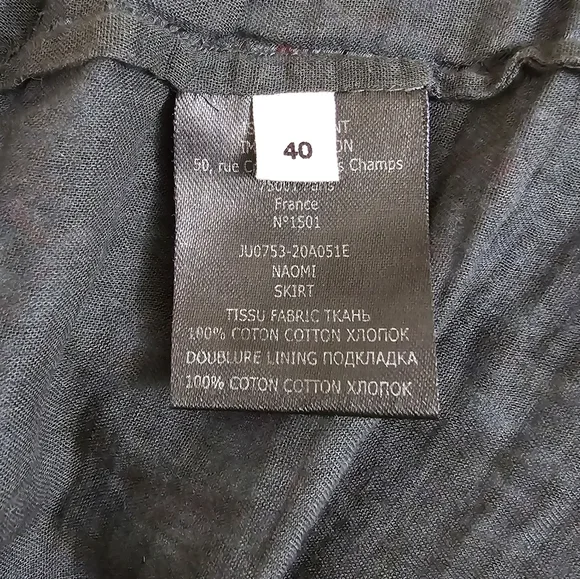 40
50, rue Champs
France
N°1501
JU0753-20A051E
NAOMI
SKIRT
TISSU FABRIC ТКАНЬ
100% COTON COTTON ХЛОПОК
DOUBLURE LINING ПОДКЛАДКА
100% COTON COTTON ХЛОПОК